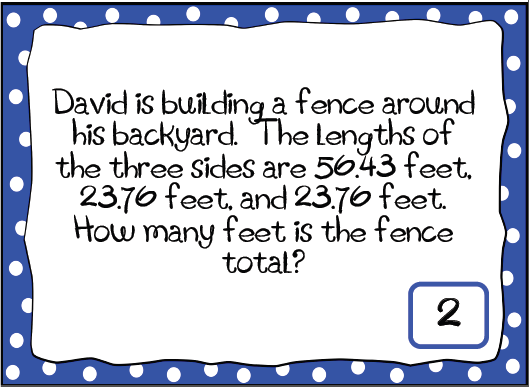 David is building a fence around
his backyard. The lengths of
the three sides are 56.43 feet,
23.76 feet, and 23.76 feet.
How many feet is the fence
total?
2